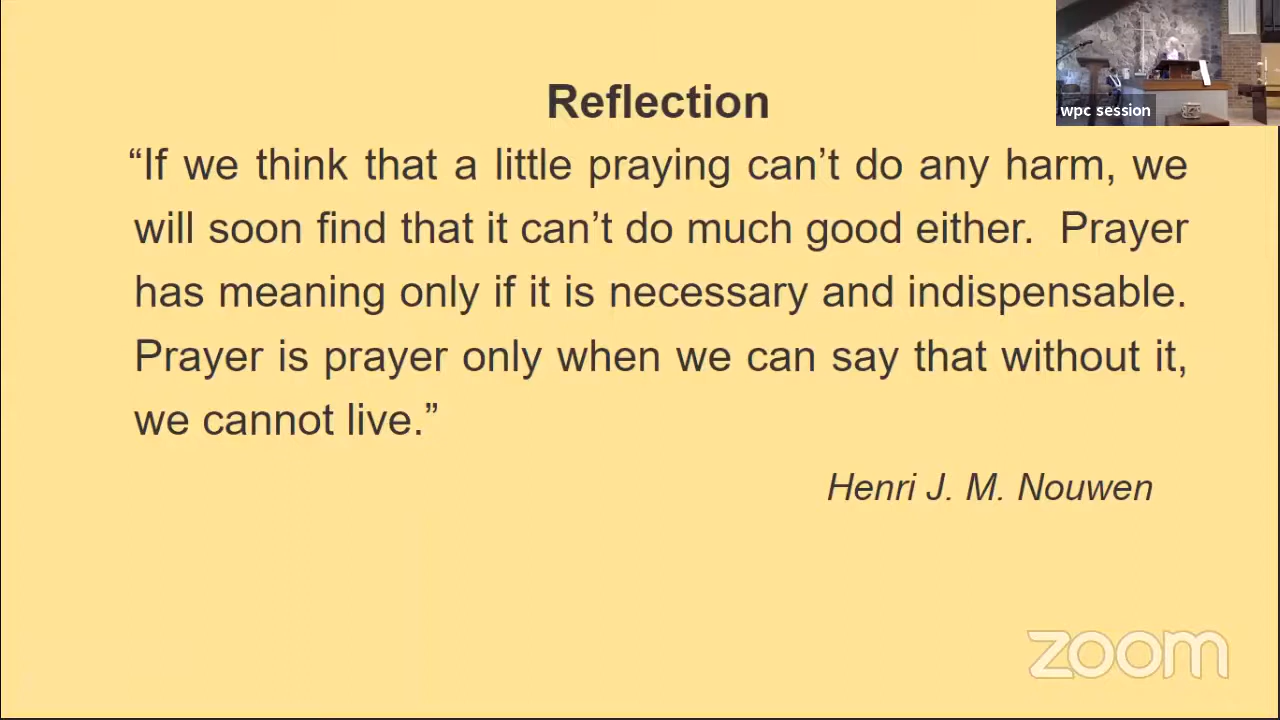 Reflection
“If we think that a little praying can’t do any harm, we
will soon find that it can’t do much good either.  Prayer
has meaning only if it is necessary and indispensable.
Prayer is prayer only when we can say that without it,
we cannot live.”
Henri J. M. Nouwen
wpc session
zoom